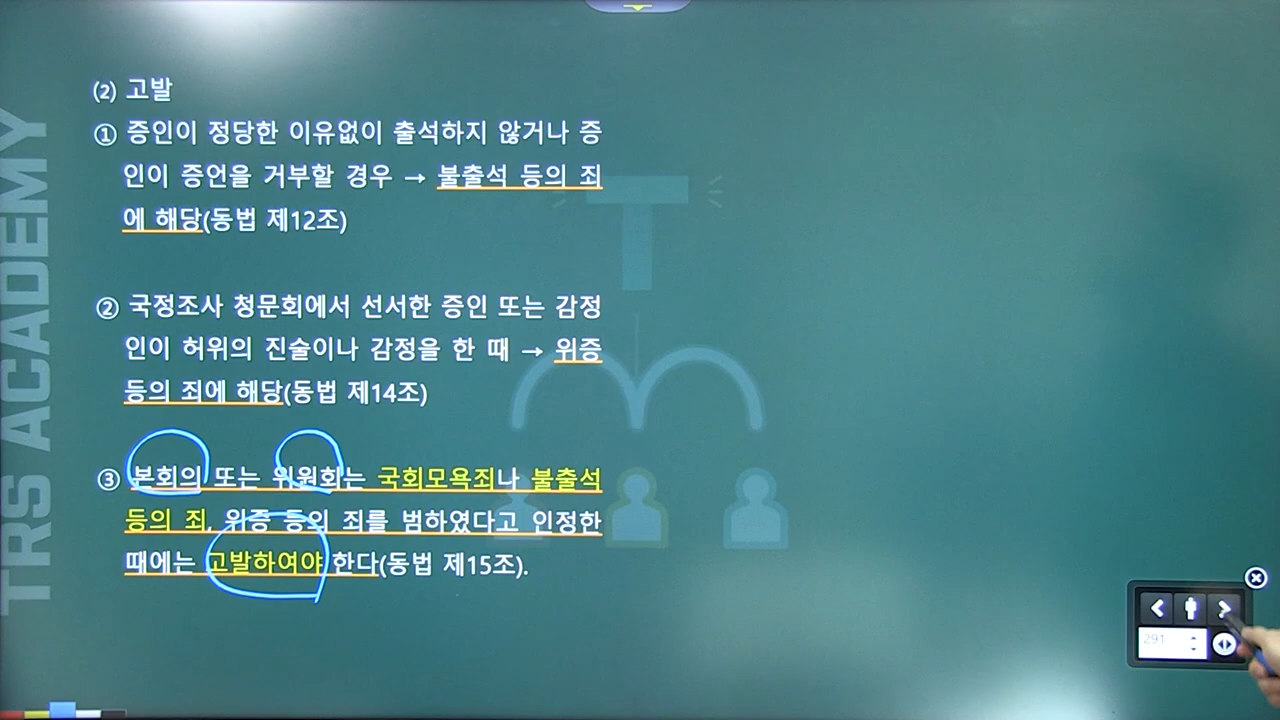 (2) 고발
① 증인이 정당한 이유없이 출석하지 않거나 증
인이 증언을 거부할 경우 → 불출석 등의 죄
에 해당(동법 제12조)
② 국정조사 청문회에서 선서한 증인 또는 감정
인이 허위의 진술이나 감정을 한 때 → 위증
등의 죄에 해당(동법 제14조)
③ 본회의 또는 위원회는 국회모욕죄나 불출석
등의 죄, 위증 등의 죄를 범하였다고 인정한
때에는 고발하여야 한다(동법 제15조).
TRS ACADEMY
291